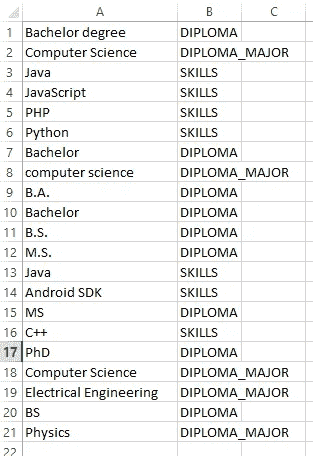 A B C
1 Bachelor degree DIPLOMA
2 Computer Science DIPLOMA_MAJOR
3 Java SKILLS
4 JavaScript SKILLS
5 PHP SKILLS
6 Python SKILLS
7 Bachelor DIPLOMA
8 computer science DIPLOMA_MAJOR
9 B.A. DIPLOMA
10 Bachelor DIPLOMA
11 B.S. DIPLOMA
12 M.S. DIPLOMA
13 Java SKILLS
14 Android SDK SKILLS
15 MS DIPLOMA
16 C++ SKILLS
17 PhD DIPLOMA
18 Computer Science DIPLOMA_MAJOR
19 Electrical Engineering DIPLOMA_MAJOR
20 BS DIPLOMA
21 Physics DIPLOMA_MAJOR
22